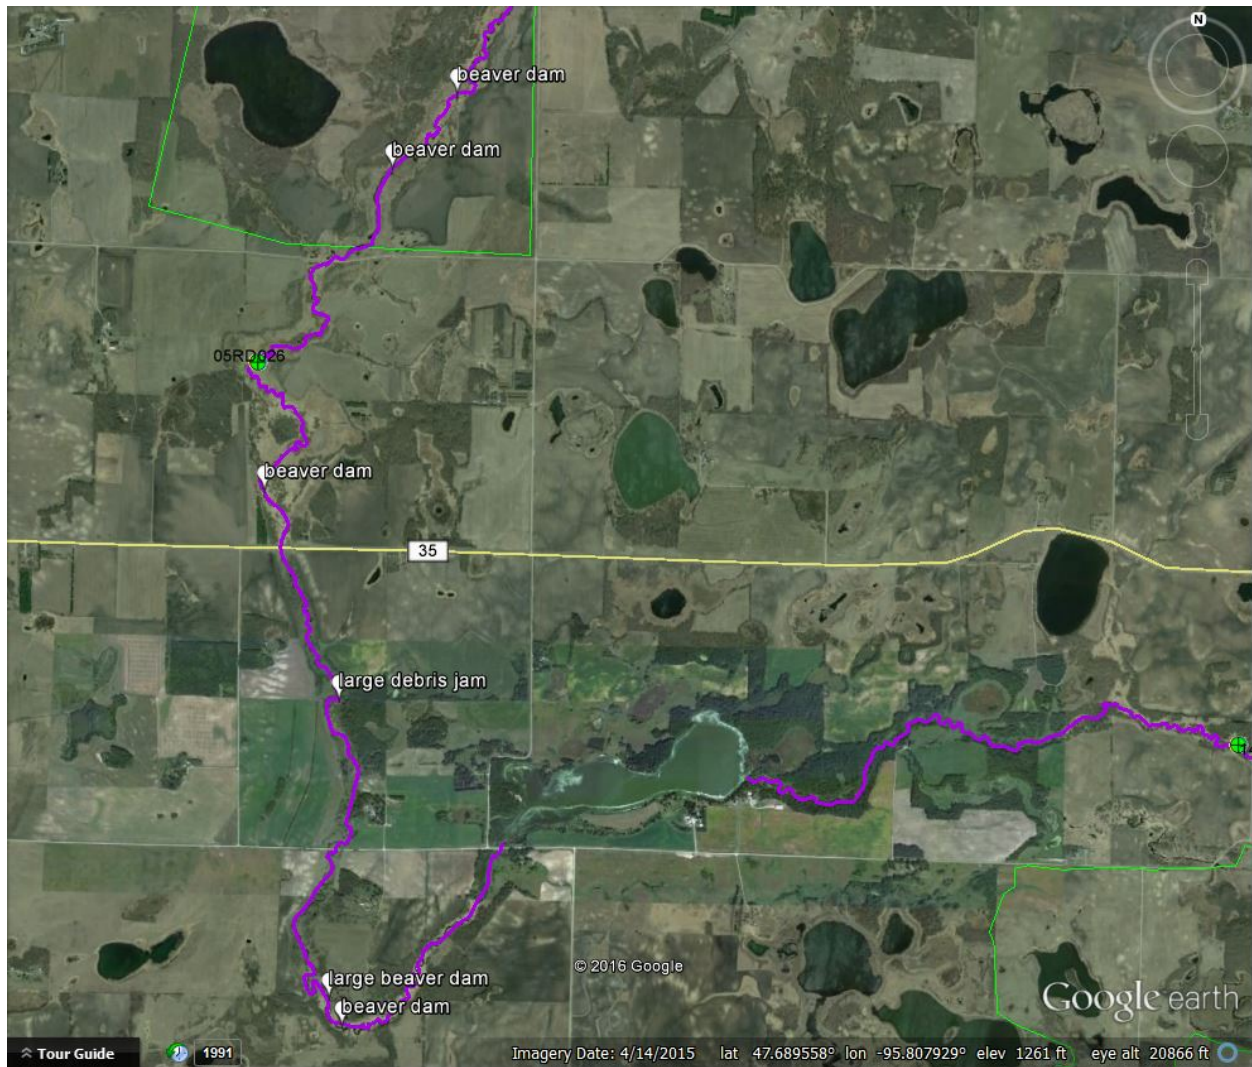 N
beaver dam
beaver dam
05RD026
beaver dam
35
large debris jam
large beaver dam
beaver dam
© 2016 Google
Google earth
Tour Guide
1991
Imagery Date: 4/14/2015 lat 47.689558° lon -95.807929° elev 1261 ft eye alt 20866 ft